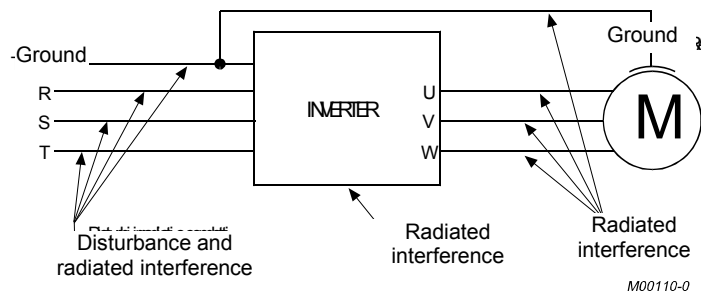 -Ground
Ground
R
S
T
INVERTER
U
V
W
M
Disturbance and
radiated interference
Radiated
interference
Radiated
interference
M00110-0